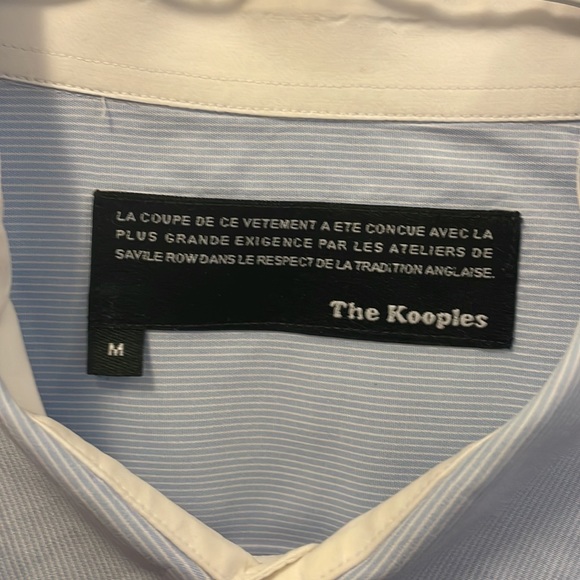 LA COUPE DE CE VETEMENT A ETE CONCUE AVEC LA
PLUS GRANDE EXIGENCE PAR LES ATELIERS DE
SAVILE ROW DANS LE RESPECT DE LA TRADITION ANGLAISE.
The Kooples
M